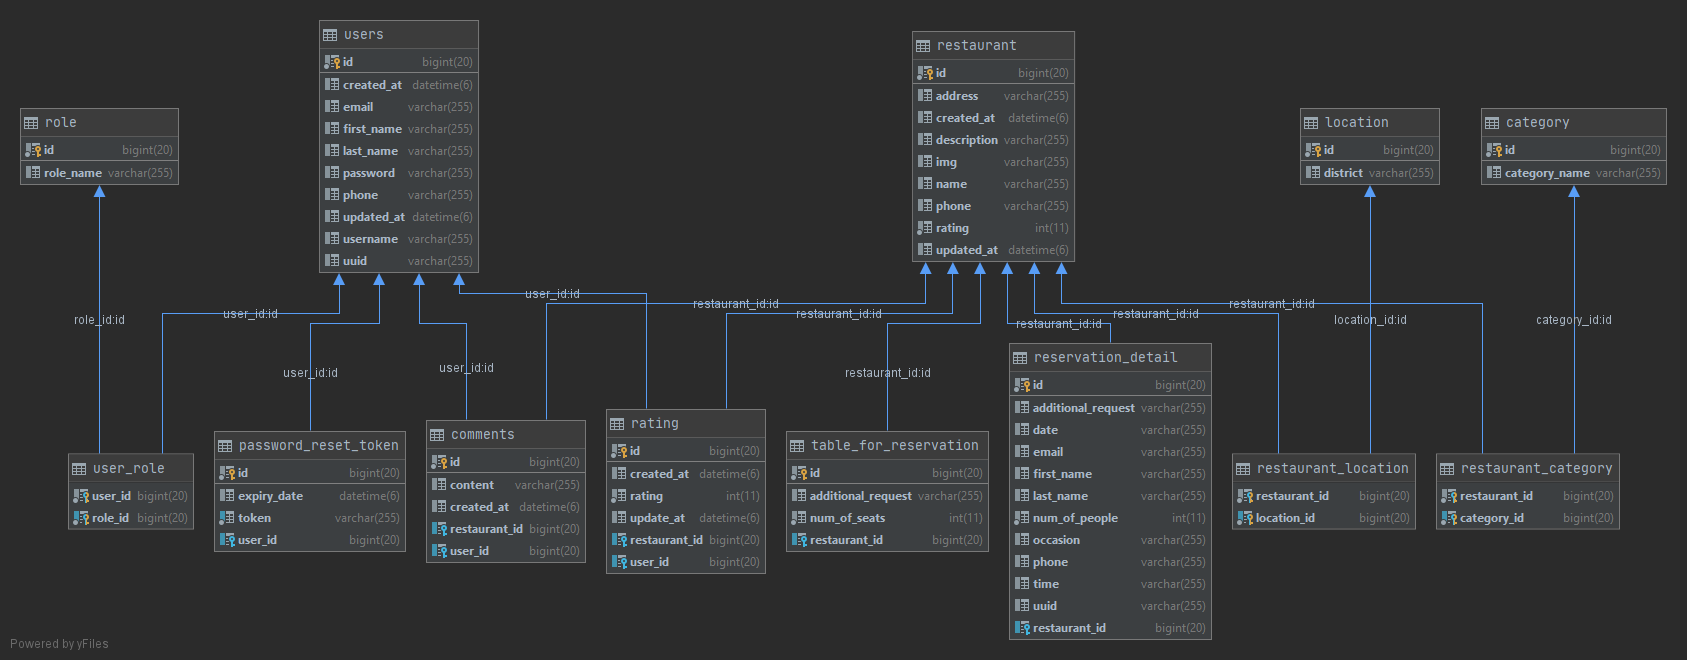 users
id bigint(20)
created_at datetime(6)
email varchar(255)
first_name varchar(255)
last_name varchar(255)
password varchar(255)
phone varchar(255)
updated_at datetime(6)
username varchar(255)
uuid varchar(255)
restaurant
id bigint(20)
address varchar(255)
created_at datetime(6)
description varchar(255)
img varchar(255)
name varchar(255)
phone varchar(255)
rating int(11)
updated_at datetime(6)
role
id bigint(20)
role_name varchar(255)
location
id bigint(20)
district varchar(255)
category
id bigint(20)
category_name varchar(255)
user_id:id
restaurant_id:id
restaurant_id:id
user_id:id
restaurant_id:id
restaurant_id:id
role_id:id
restaurant_id:id
location_id:id
category_id:id
user_id:id
user_id:id
restaurant_id:id
user_role
user_id bigint(20)
role_id bigint(20)
password_reset_token
id bigint(20)
expiry_date datetime(6)
token varchar(255)
user_id bigint(20)
comments
id bigint(20)
content varchar(255)
created_at datetime(6)
restaurant_id bigint(20)
user_id bigint(20)
rating
id bigint(20)
created_at datetime(6)
rating int(11)
update_at datetime(6)
restaurant_id bigint(20)
user_id bigint(20)
table_for_reservation
id bigint(20)
additional_request varchar(255)
num_of_seats int(11)
restaurant_id bigint(20)
reservation_detail
id bigint(20)
additional_request varchar(255)
date varchar(255)
email varchar(255)
first_name varchar(255)
last_name varchar(255)
num_of_people int(11)
occasion varchar(255)
phone varchar(255)
time varchar(255)
uuid varchar(255)
restaurant_id bigint(20)
restaurant_location
restaurant_id bigint(20)
location_id bigint(20)
restaurant_category
restaurant_id bigint(20)
category_id bigint(20)
Powered by yFiles